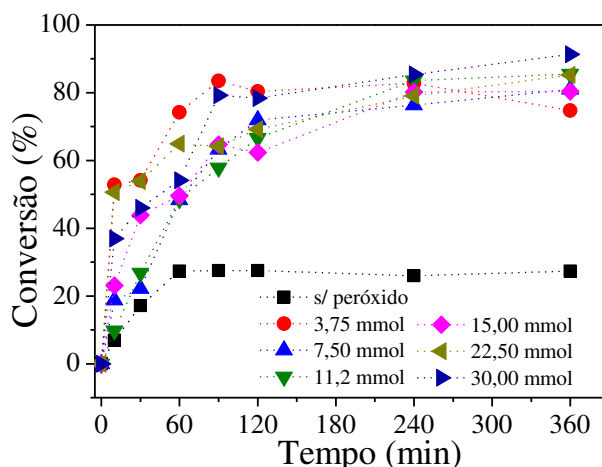 100
80
60
40
20
0
Conversão (%)
s/ peróxido
3,75 mmol
7,50 mmol
11,2 mmol
15,00 mmol
22,50 mmol
30,00 mmol
0 60 120 180 240 300 360
Tempo (min)